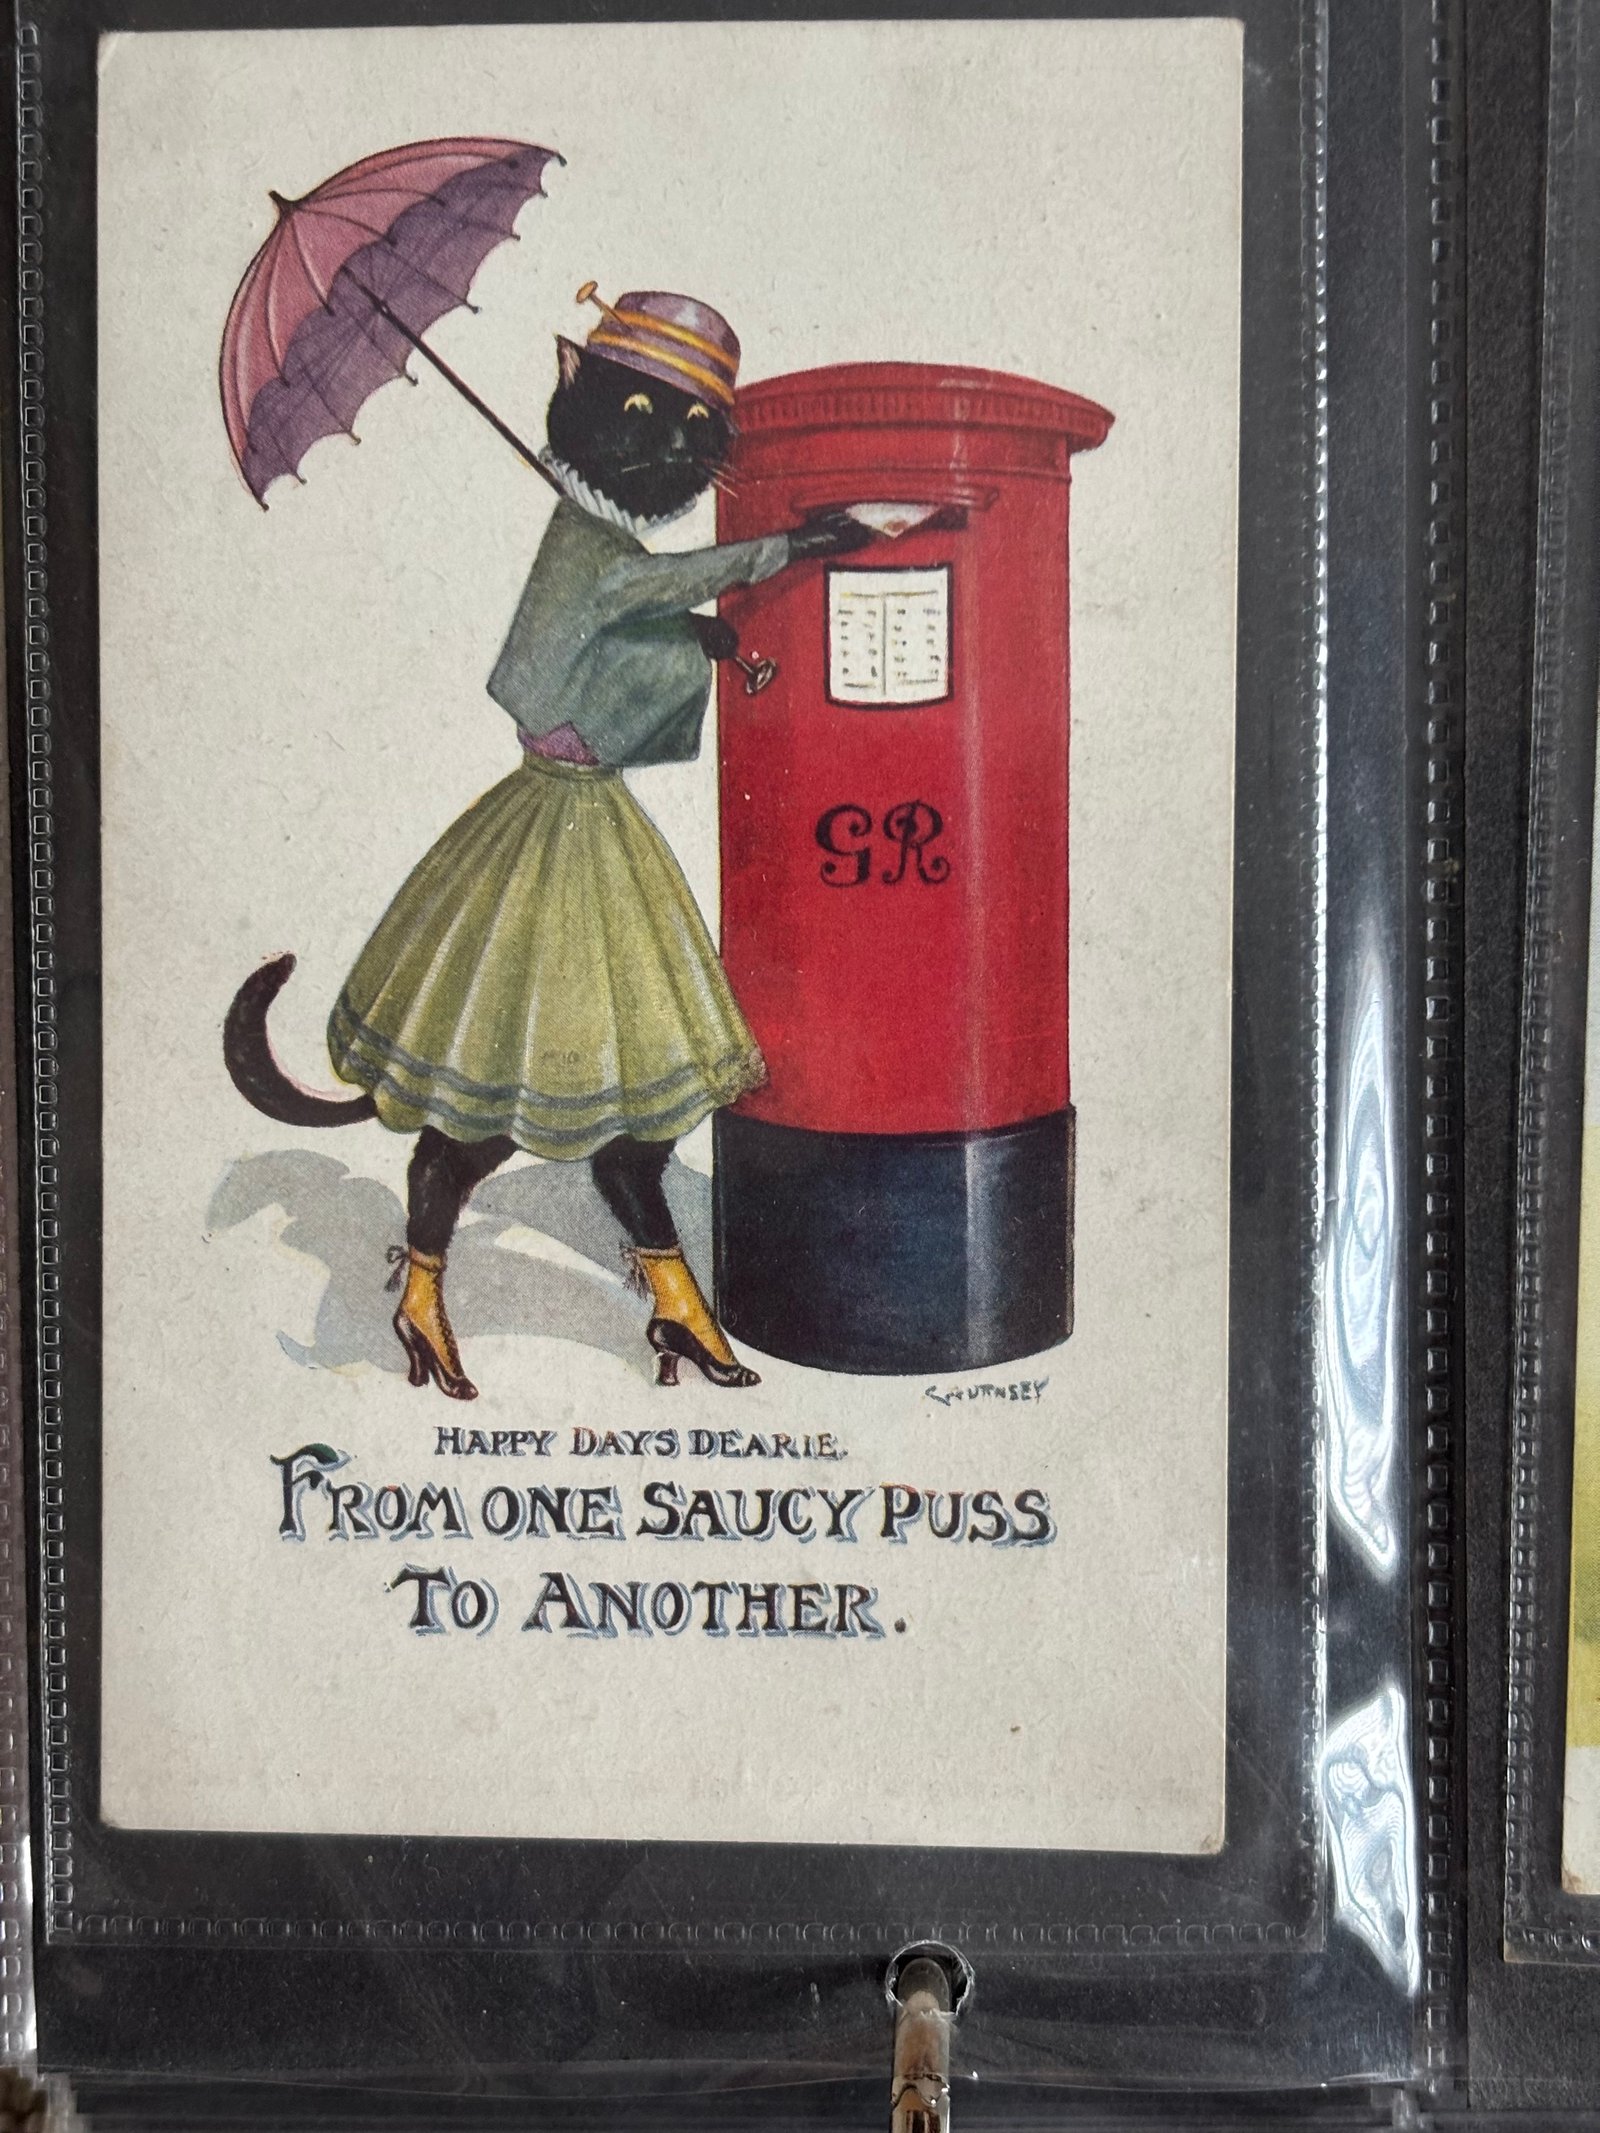 GR
GURNSEY
HAPPY DAYS DEARIE.
FROM ONE SAUCY PUSS
TO ANOTHER.